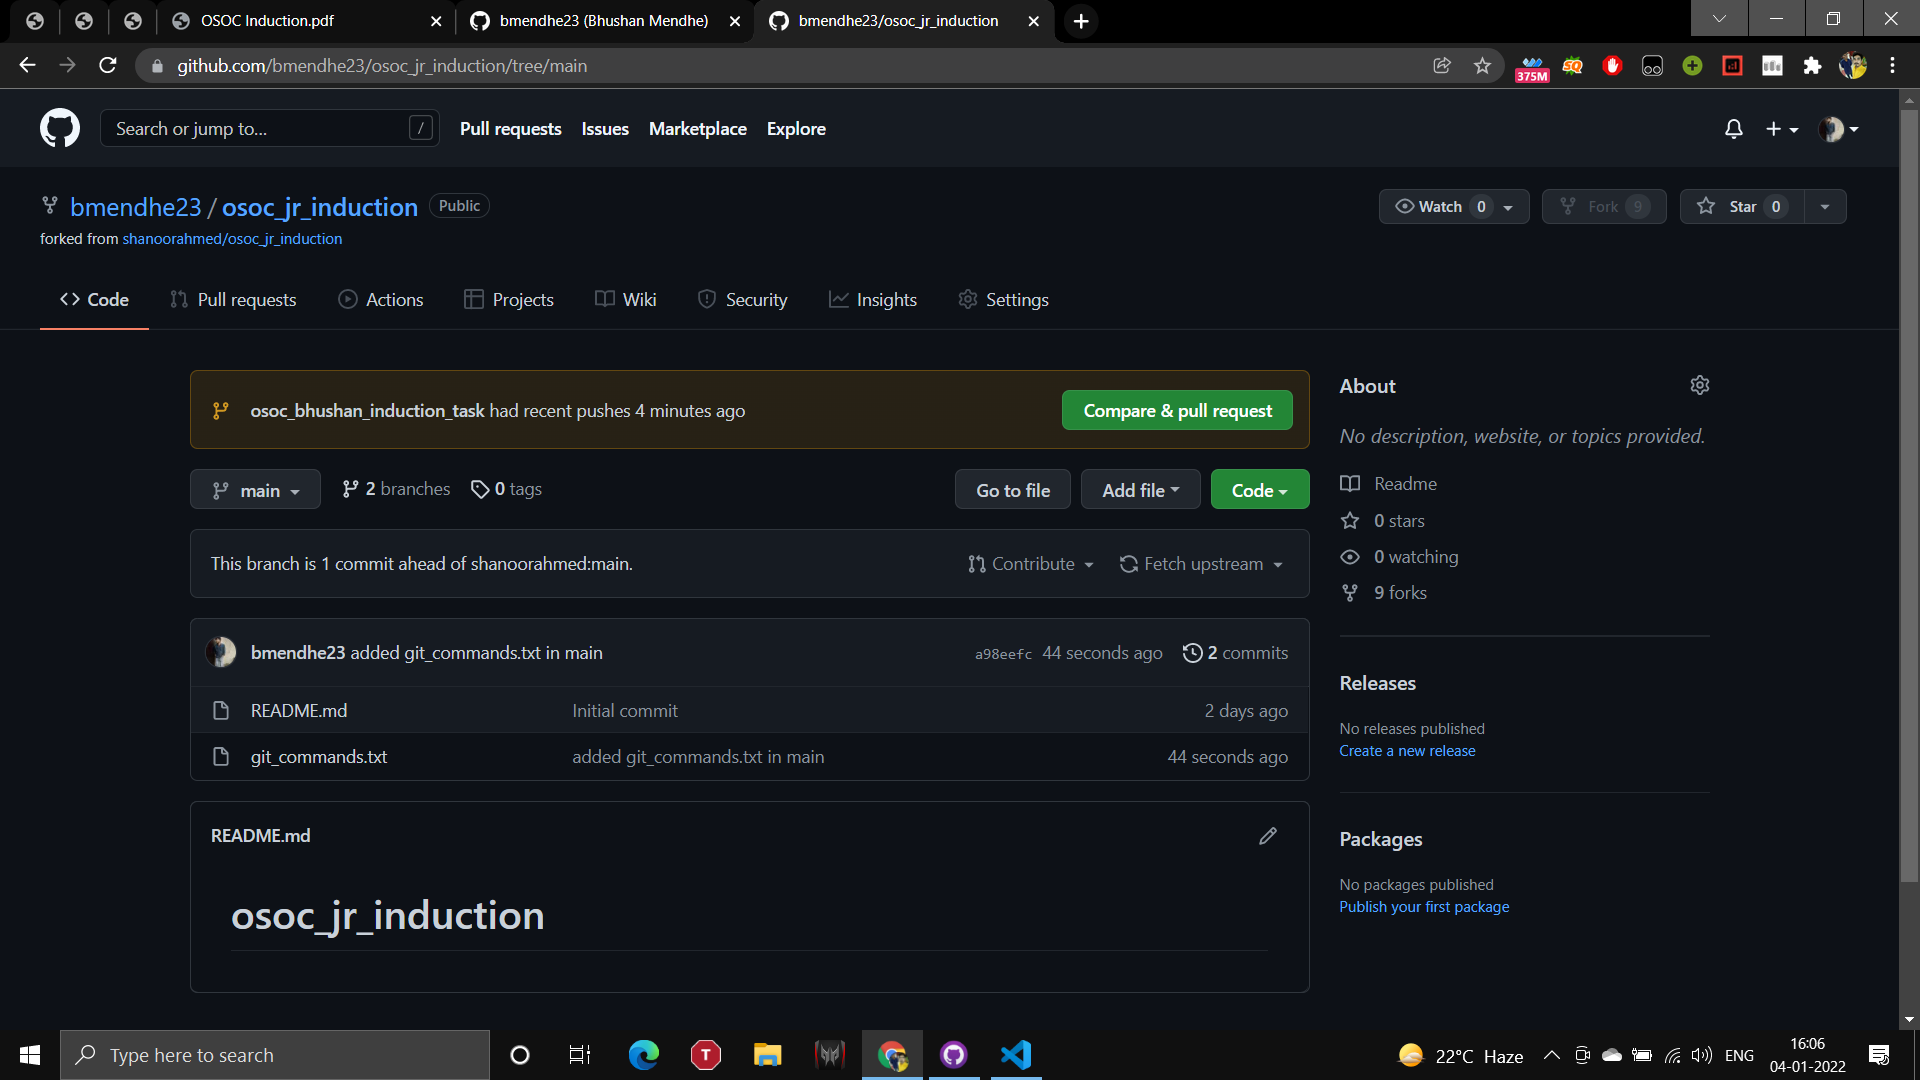 OSOC Induction.pdf
bmendhe23 (Bhushan Mendhe)
bmendhe23/osoc_jr_induction
github.com/bmendhe23/osoc_jr_induction/tree/main
375M
SQ
Search or jump to...
/
Pull requests
Issues
Marketplace
Explore
bmendhe23 / osoc_jr_induction
Public
Watch 0
Fork 9
Star 0
forked from shanoorahmed/osoc_jr_induction
Code
Pull requests
Actions
Projects
Wiki
Security
Insights
Settings
osoc_bhushan_induction_task had recent pushes 4 minutes ago
Compare & pull request
main
2 branches
0 tags
Go to file
Add file
Code
This branch is 1 commit ahead of shanoorahmed:main.
Contribute
Fetch upstream
bmendhe23 added git_commands.txt in main
a98eefc 44 seconds ago
2 commits
README.md
Initial commit
2 days ago
git_commands.txt
added git_commands.txt in main
44 seconds ago
README.md
osoc_jr_induction
About
No description, website, or topics provided.
Readme
0 stars
0 watching
9 forks
Releases
No releases published
Create a new release
Packages
No packages published
Publish your first package
Type here to search
T
22°C Haze
ENG
16:06
04-01-2022